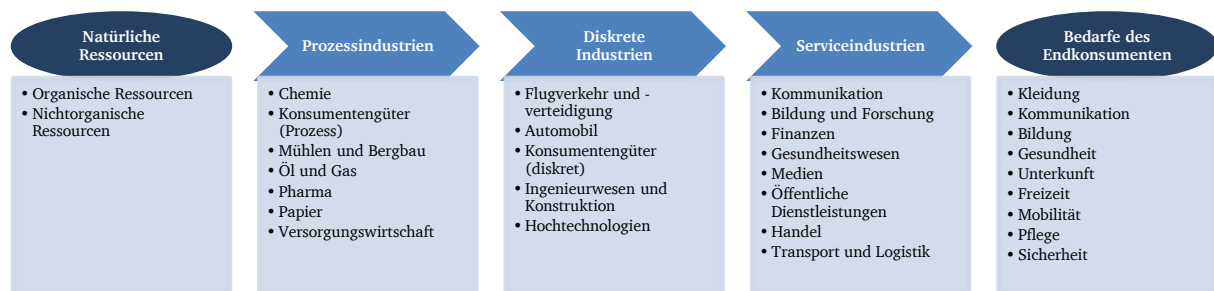 Natürliche
Ressourcen
• Organische Ressourcen
• Nichtorganische
Ressourcen
Prozessindustrien
• Chemie
• Konsumentengüter
(Prozess)
• Mühlen und Bergbau
• Öl und Gas
• Pharma
• Papier
• Versorgungswirtschaft
Diskrete
Industrien
• Flugverkehr und -
verteidigung
• Automobil
• Konsumentengüter
(diskret)
• Ingenieurwesen und
Konstruktion
• Hochtechnologien
Serviceindustrien
• Kommunikation
• Bildung und Forschung
• Finanzen
• Gesundheitswesen
• Medien
• Öffentliche
Dienstleistungen
• Handel
• Transport und Logistik
Bedarfe des
Endkonsumenten
• Kleidung
• Kommunikation
• Bildung
• Gesundheit
• Unterkunft
• Freizeit
• Mobilität
• Pflege
• Sicherheit